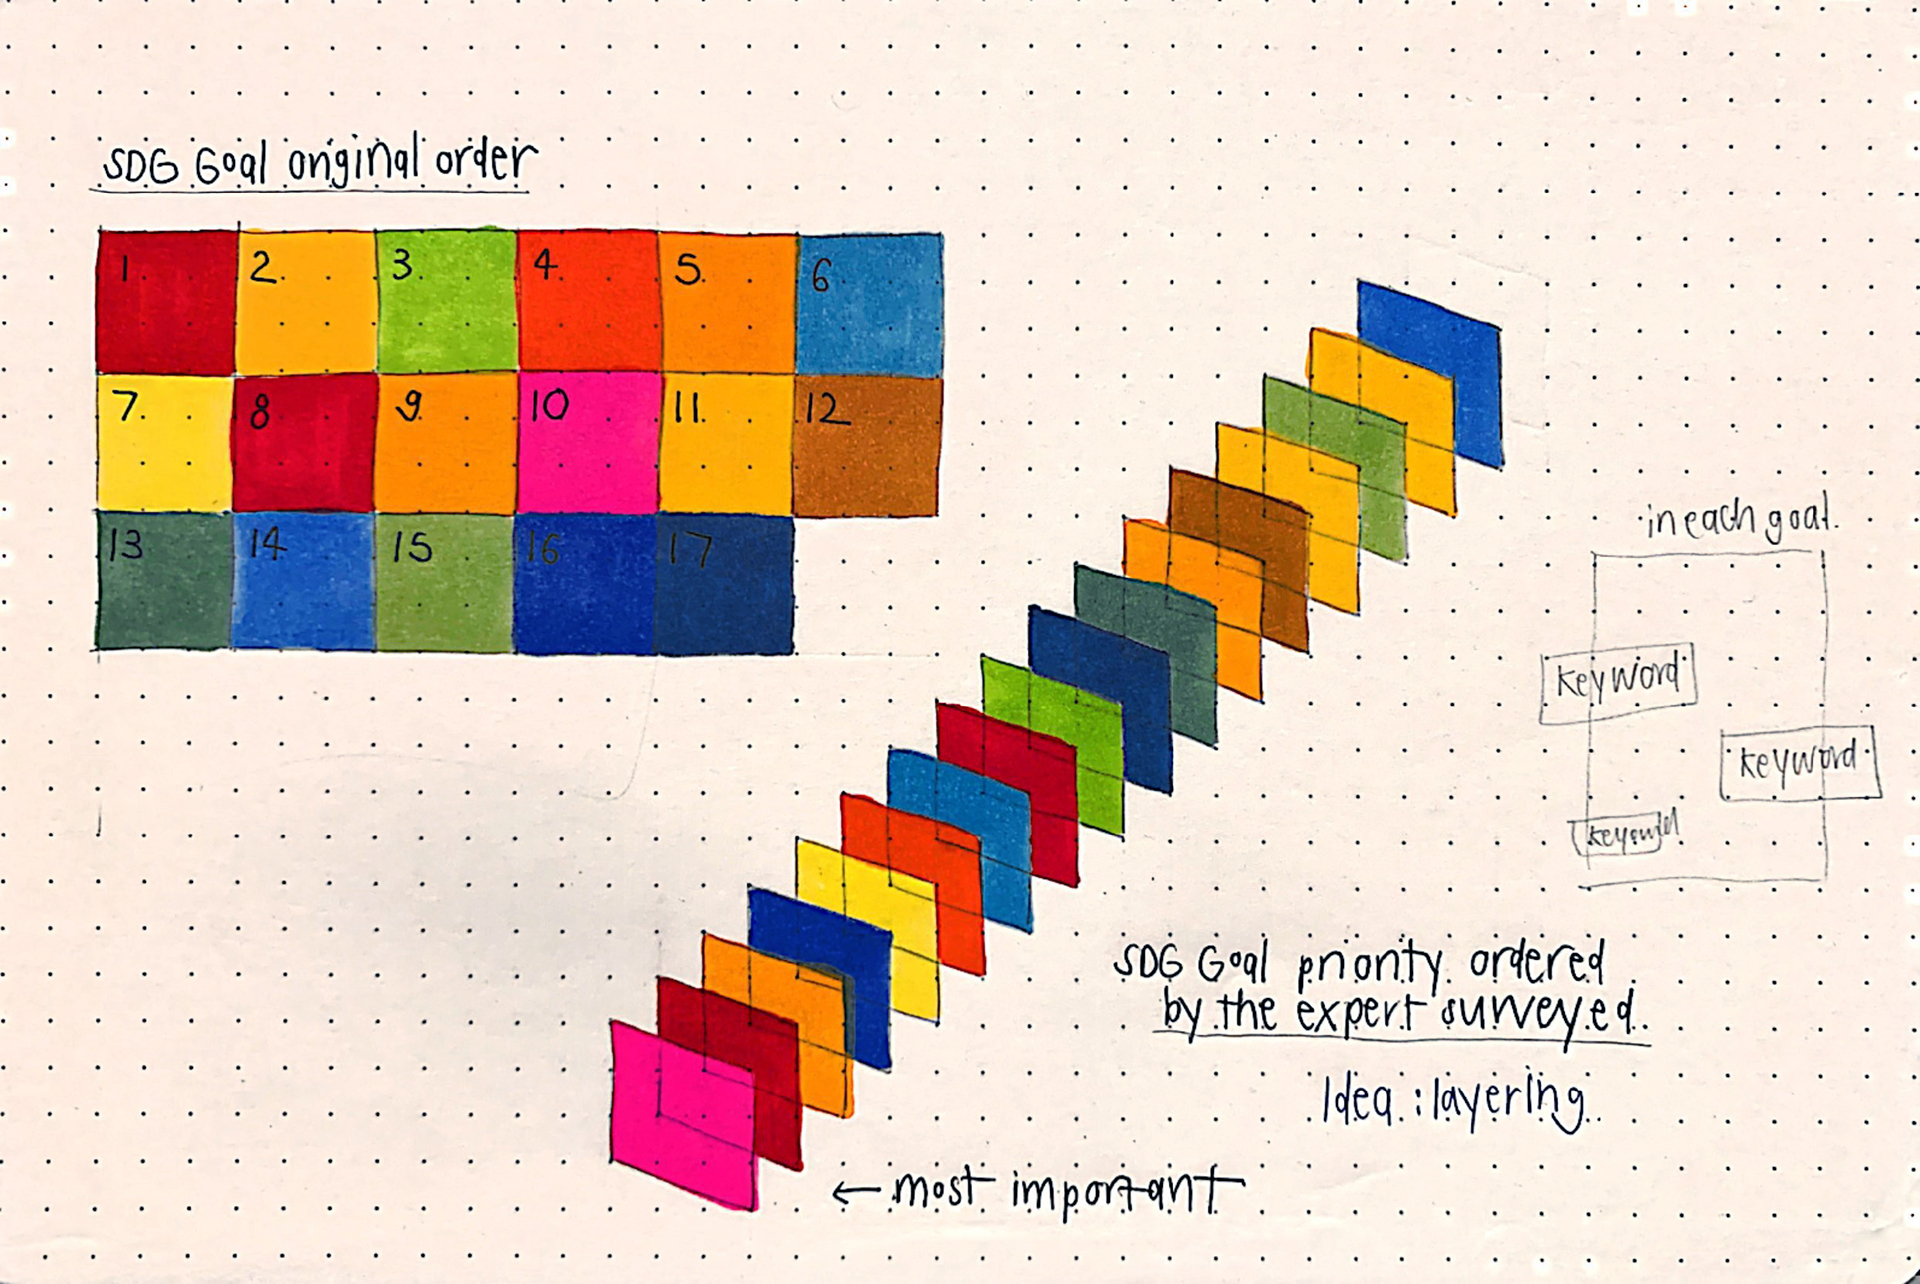 SDG Goal original order
1 2 3 4 5 6
7 8 9 10 11 12
13 14 15 16 17
in each goal.
keyword
keyword
keyword
SDG Goal priority ordered
by the expert surveyed.
Idea : layering
← most important